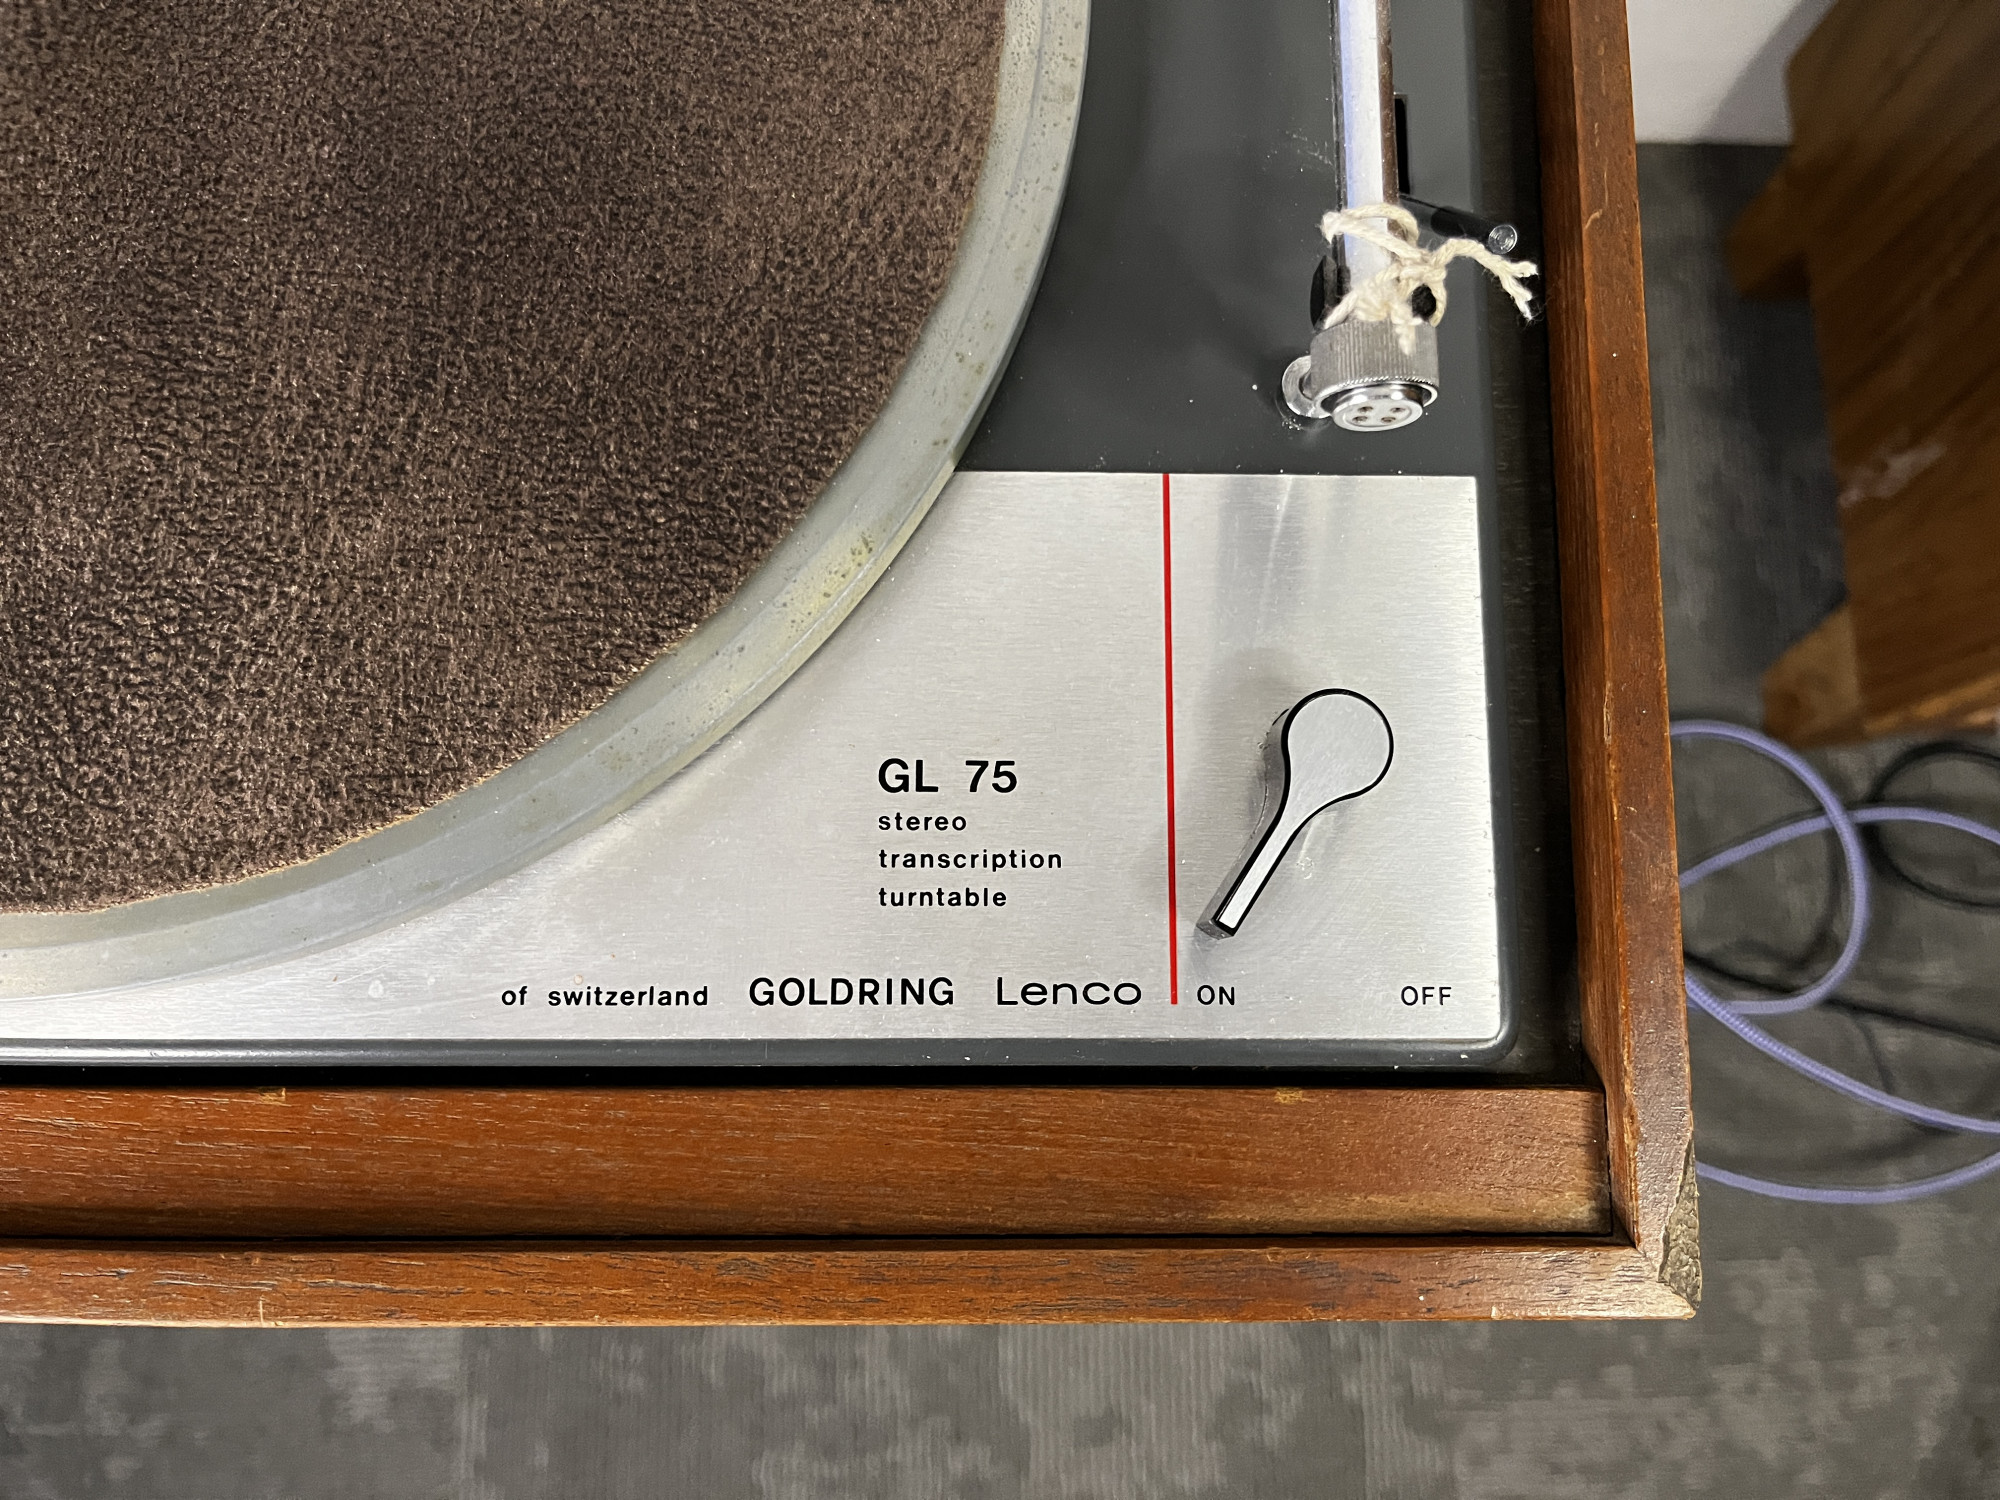 GL 75
stereo
transcription
turntable
of switzerland GOLDRING Lenco ON OFF